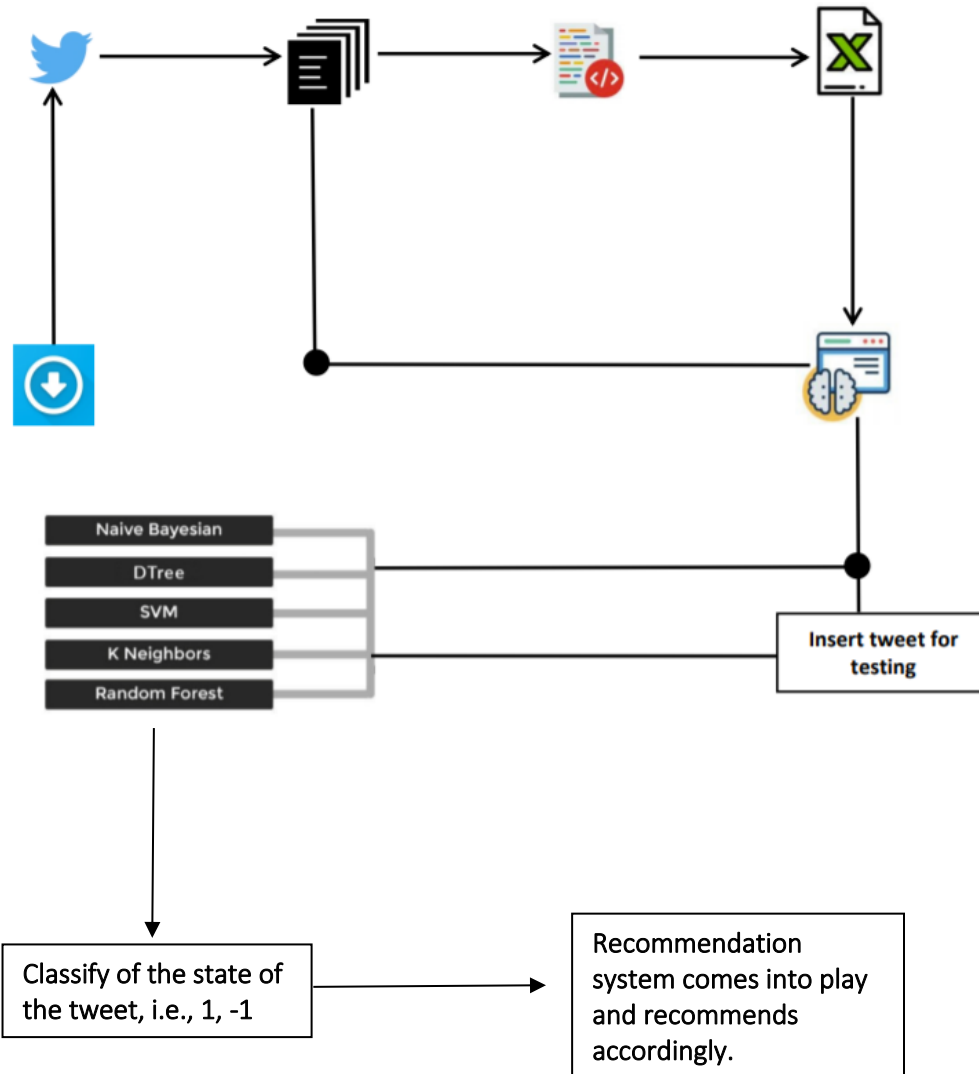 Naive Bayesian
DTree
SVM
K Neighbors
Random Forest
Insert tweet for
testing
Classify of the state of
the tweet, i.e., 1, -1
Recommendation
system comes into play
and recommends
accordingly.